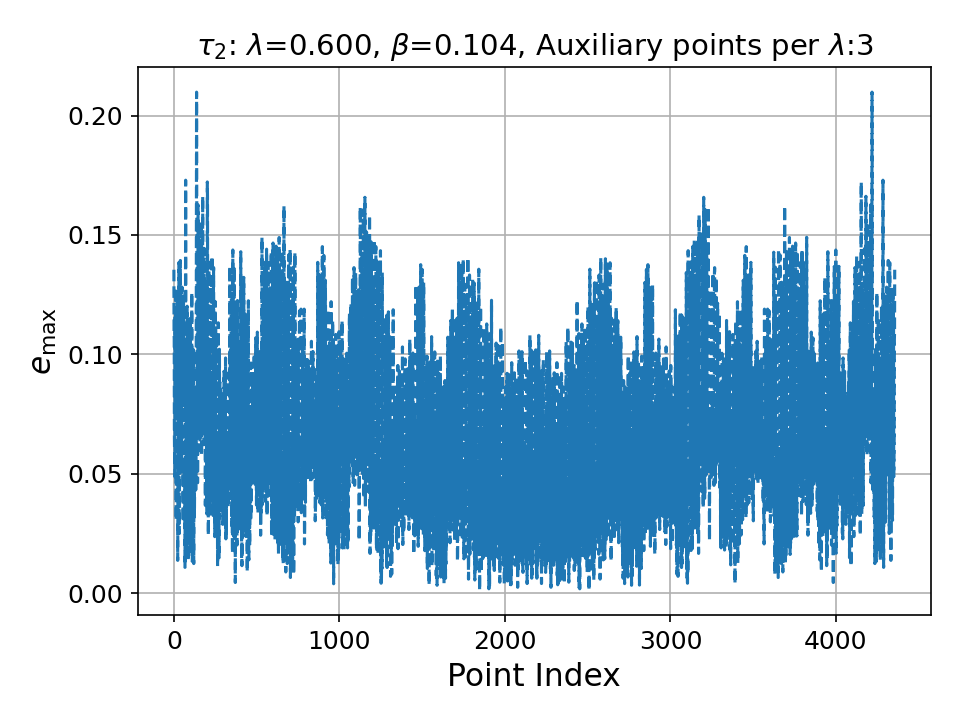 τ₂: λ=0.600, β=0.104, Auxiliary points per λ:3
e_max
0.20
0.15
0.10
0.05
0.00
0 1000 2000 3000 4000
Point Index